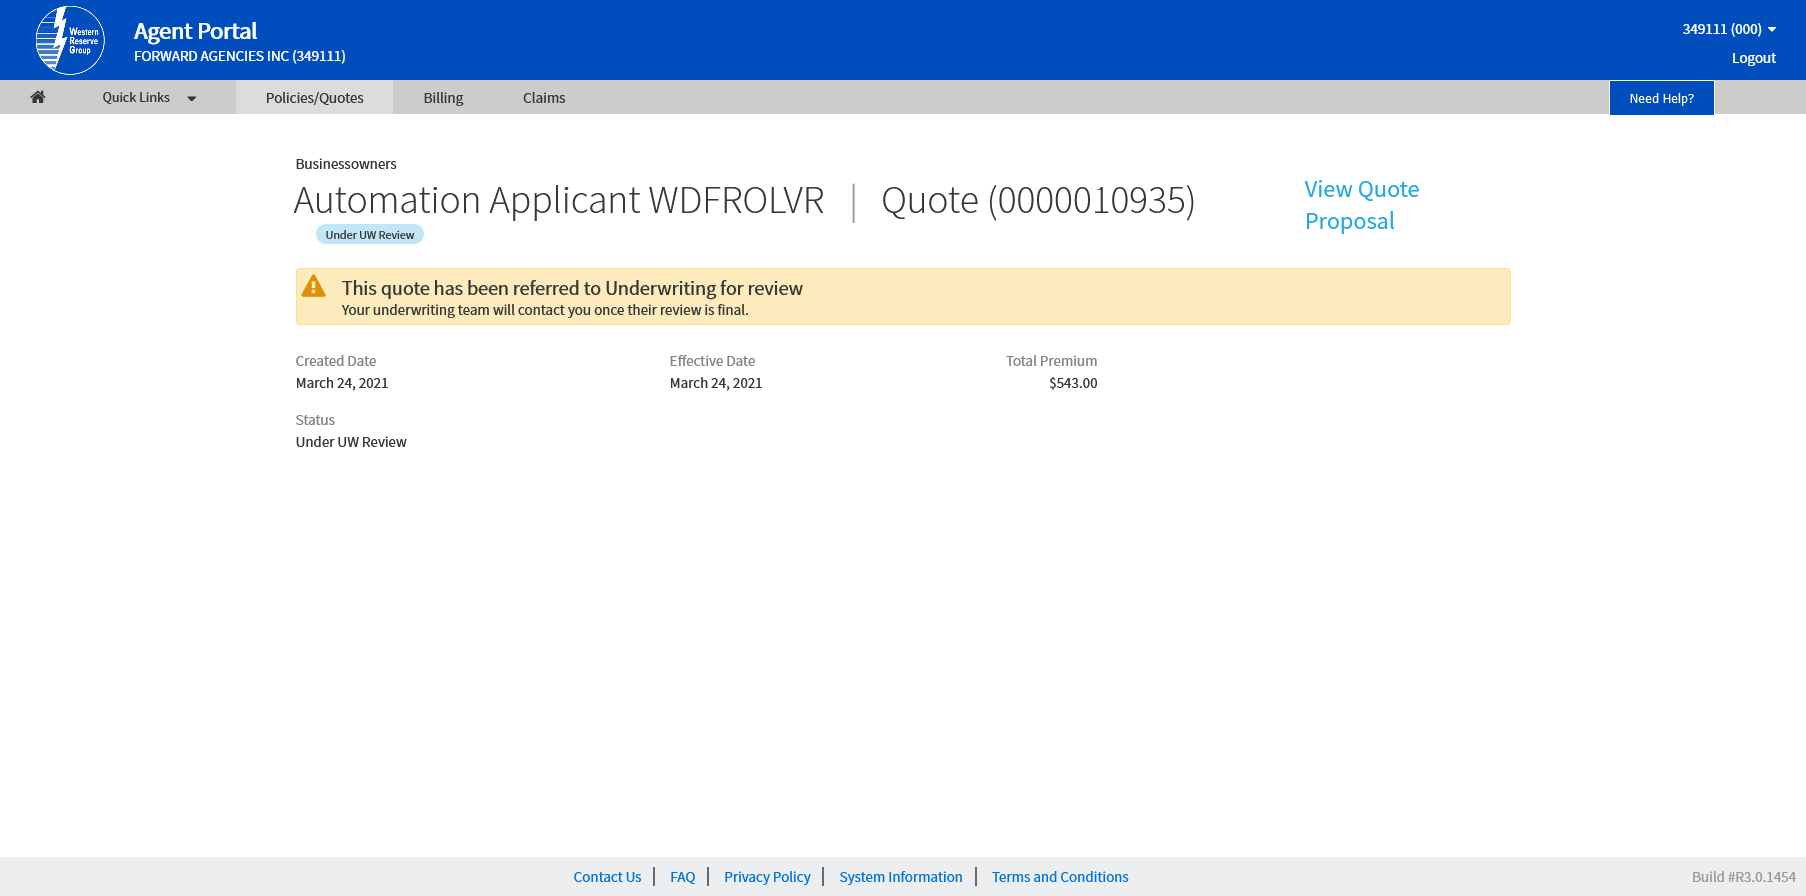 Western
Reserve
Group
Agent Portal
FORWARD AGENCIES INC (349111)
349111 (000)
Logout
Quick Links
Policies/Quotes
Billing
Claims
Need Help?
Businessowners
Automation Applicant WDFROLVR | Quote (0000010935)
Under UW Review
View Quote
Proposal
This quote has been referred to Underwriting for review
Your underwriting team will contact you once their review is final.
Created Date
March 24, 2021
Effective Date
March 24, 2021
Total Premium
$543.00
Status
Under UW Review
Contact Us | FAQ | Privacy Policy | System Information | Terms and Conditions
Build #R3.0.1454